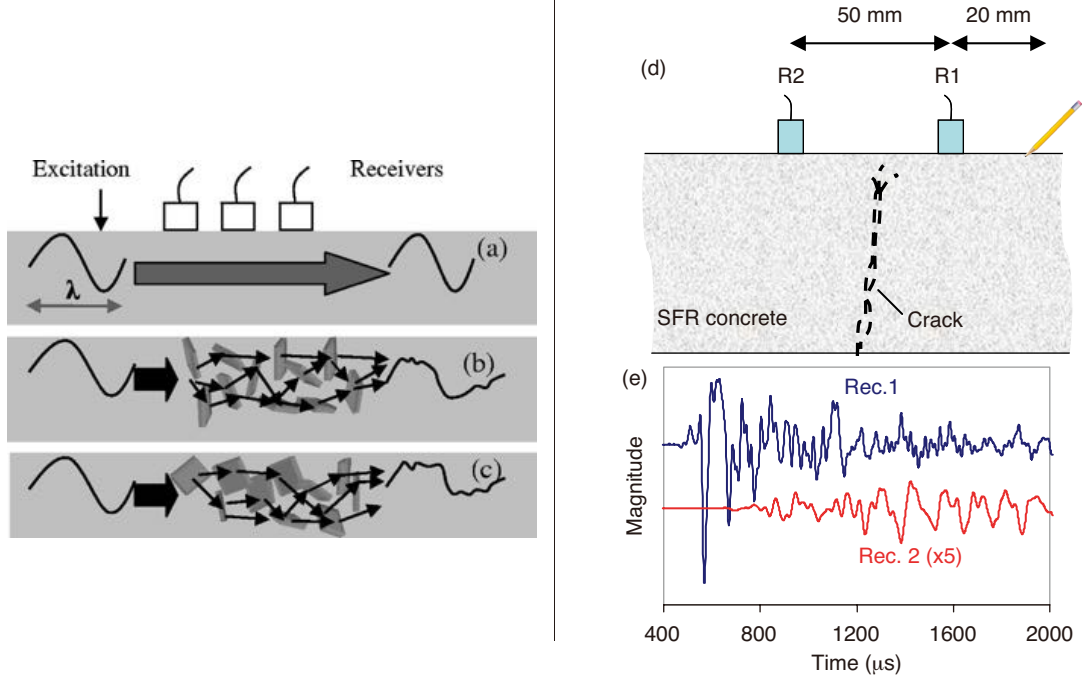 Excitation
Receivers
(a)
λ
(b)
(c)
50 mm
20 mm
(d)
R2
R1
SFR concrete
Crack
(e)
Rec.1
Magnitude
Rec. 2 (x5)
400
800
1200
1600
2000
Time (μs)